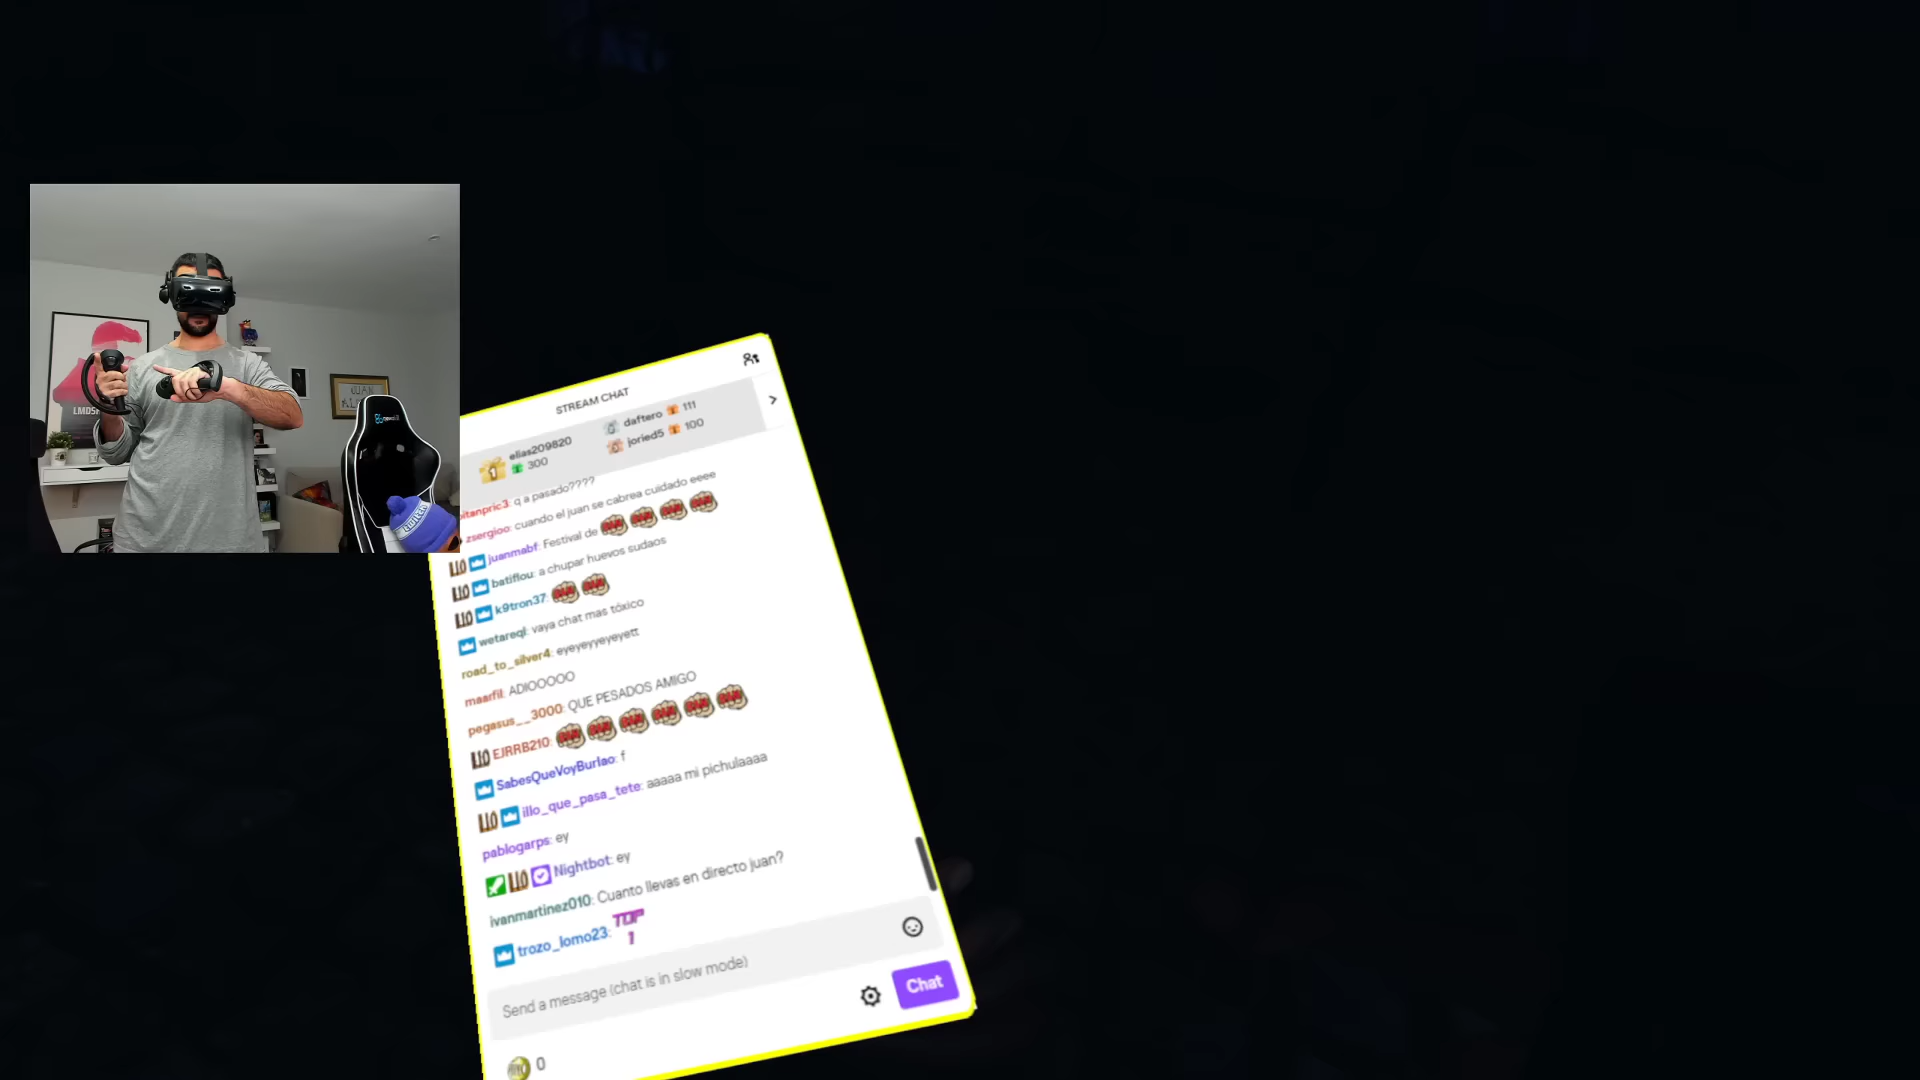 STREAM CHAT
elias209820
300
daftero 111
joried5 100
itanpric3: q a pasado????
zsergioo: cuando el juan se cabrea cuidado eeee
juanmabf: Festival de
batiflou: a chupar huevos sudaos
k9tron37:
wetareql: vaya chat mas tóxico
road_to_silver4: eyeyeyyeyeyett
maarfil: ADIOOOOO
pegasus__3000: QUE PESADOS AMIGO
EJRRB210:
SabesQueVoyBurlao: f
illo_que_pasa_tete: aaaaa mi pichulaaaa
pablogarps: ey
Nightbot: ey
ivanmartinez010: Cuanto llevas en directo juan?
trozo_lomo23: TOP 1
Send a message (chat is in slow mode)
Chat
0